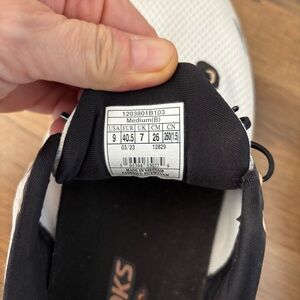 1203801B103
Medium(B)
USA EUR UK CM CN
9 40.5 7 26 260(1.5)
03/23 12829
MADE IN VIETNAM
OKS